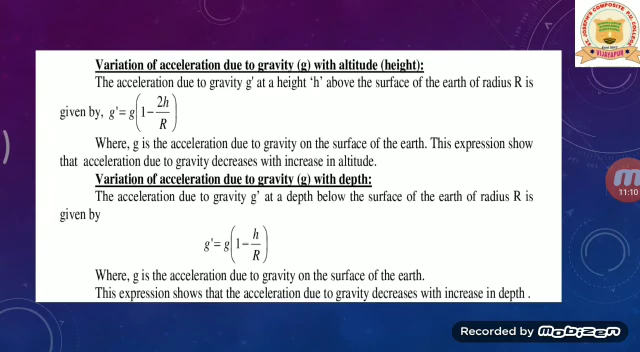 Variation of acceleration due to gravity (g) with altitude (height):
The acceleration due to gravity g' at a height ‘h’ above the surface of the earth of radius R is
given by, g'= g(1−2h/R)
Where, g is the acceleration due to gravity on the surface of the earth. This expression show
that acceleration due to gravity decreases with increase in altitude.
Variation of acceleration due to gravity (g) with depth:
The acceleration due to gravity g’ at a depth below the surface of the earth of radius R is
given by
g'= g(1−h/R)
Where, g is the acceleration due to gravity on the surface of the earth.
This expression shows that the acceleration due to gravity decreases with increase in depth .
ST. JOSEPH'S COMPOSITE P.U. COLLEGE
VIJAYAPUR
11:10
Recorded by mobizen